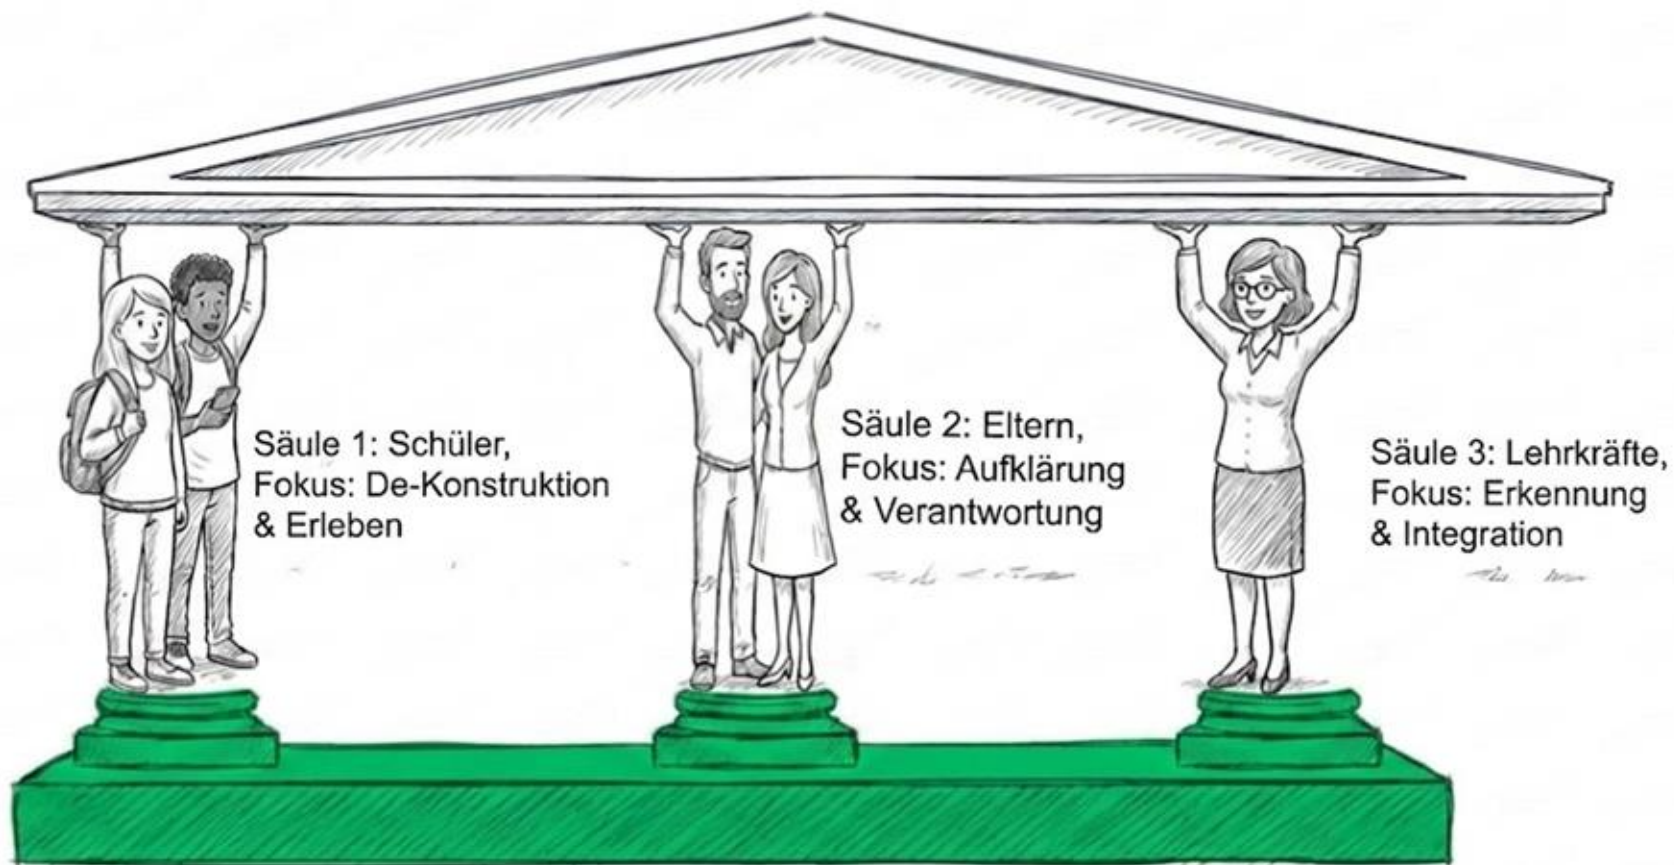 Säule 1: Schüler,
Fokus: De-Konstruktion
& Erleben
Säule 2: Eltern,
Fokus: Aufklärung
& Verantwortung
Säule 3: Lehrkräfte,
Fokus: Erkennung
& Integration